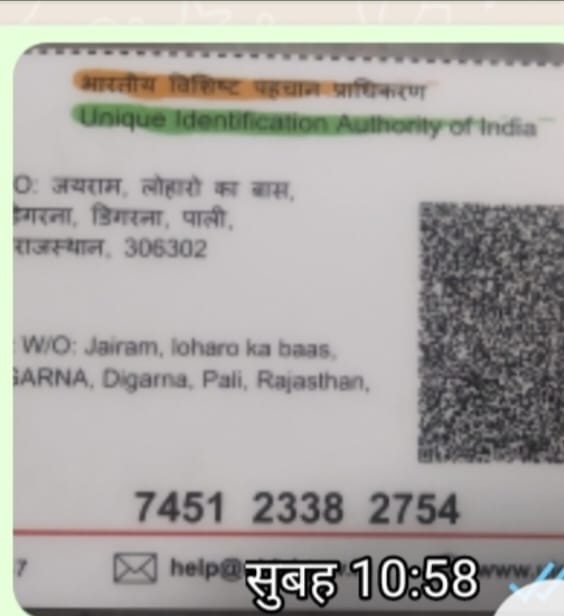 भारतीय विशिष्ट पहचान प्राधिकरण
Unique Identification Authority of India
O: जयराम, लोहारो का बास,
डिगरना, पाली,
राजस्थान, 306302
W/O: Jairam, loharo ka baas,
GARNA, Digarna, Pali, Rajasthan,
7451 2338 2754
7
help@
www.
सुबह 10:58